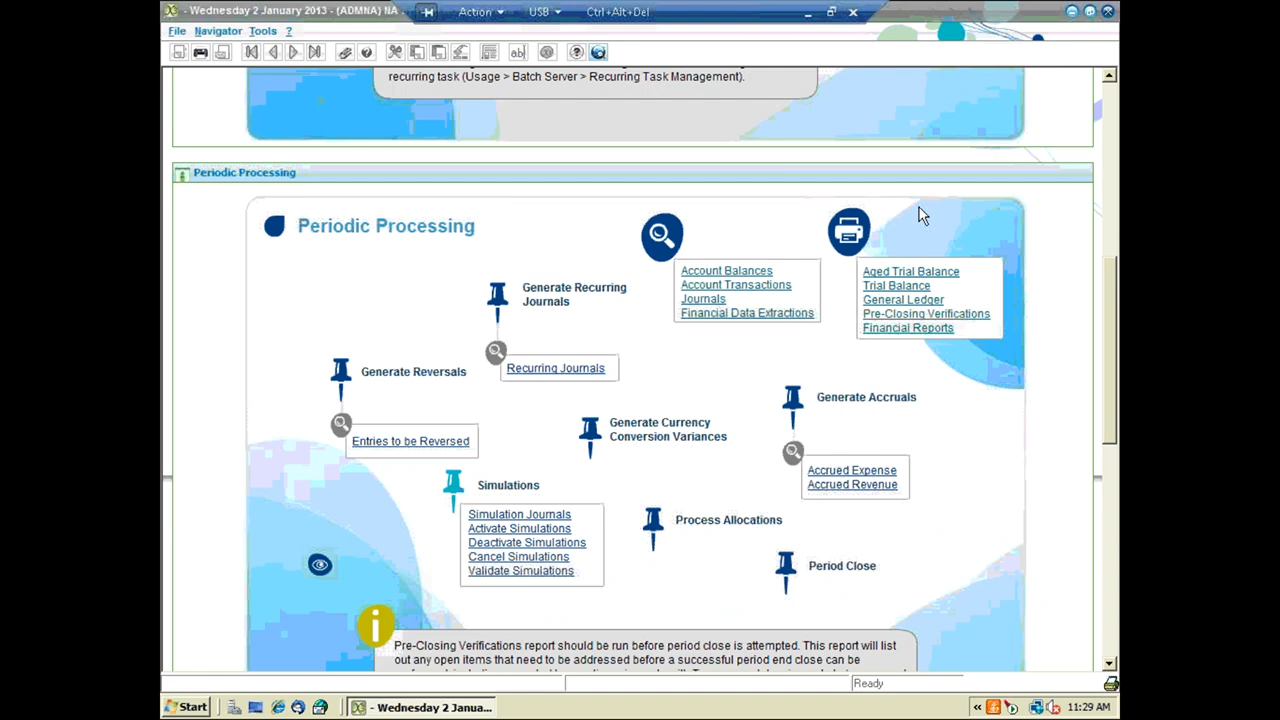 - Wednesday 2 January 2013 - (ADMNA) NA
Action
USB
Ctrl+Alt+Del
File Navigator Tools ?
recurring task (Usage > Batch Server > Recurring Task Management).
Periodic Processing
Periodic Processing
Generate Recurring
Journals
Recurring Journals
Account Balances
Account Transactions
Journals
Financial Data Extractions
Aged Trial Balance
Trial Balance
General Ledger
Pre-Closing Verifications
Financial Reports
Generate Reversals
Entries to be Reversed
Generate Currency
Conversion Variances
Generate Accruals
Accrued Expense
Accrued Revenue
Simulations
Simulation Journals
Activate Simulations
Deactivate Simulations
Cancel Simulations
Validate Simulations
Process Allocations
Period Close
Pre-Closing Verifications report should be run before period close is attempted. This report will list
out any open items that need to be addressed before a successful period end close can be
Ready
Start
- Wednesday 2 Janua...
11:29 AM